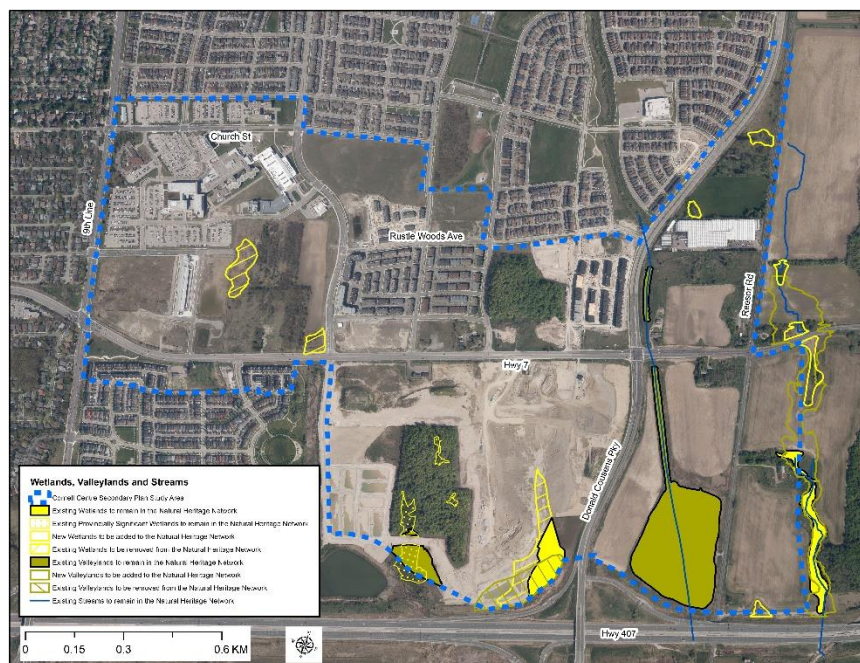 Church St
9th Line
Rustle Woods Ave
Reesor Rd
Hwy 7
Donald Cousens Pky
Wetlands, Valleylands and Streams
Cornell Centre Secondary Plan Study Area
Existing Wetlands to remain in the Natural Heritage Network
Existing Provincially Significant Wetlands to remain in the Natural Heritage Network
New Wetlands to be added to the Natural Heritage Network
Existing Wetlands to be removed from the Natural Heritage Network
Existing Valleylands to remain in the Natural Heritage Network
New Valleylands to be added to the Natural Heritage Network
Existing Valleylands to be removed from the Natural Heritage Network
Existing Streams to remain in the Natural Heritage Network
Hwy 407
0 0.15 0.3 0.6 KM